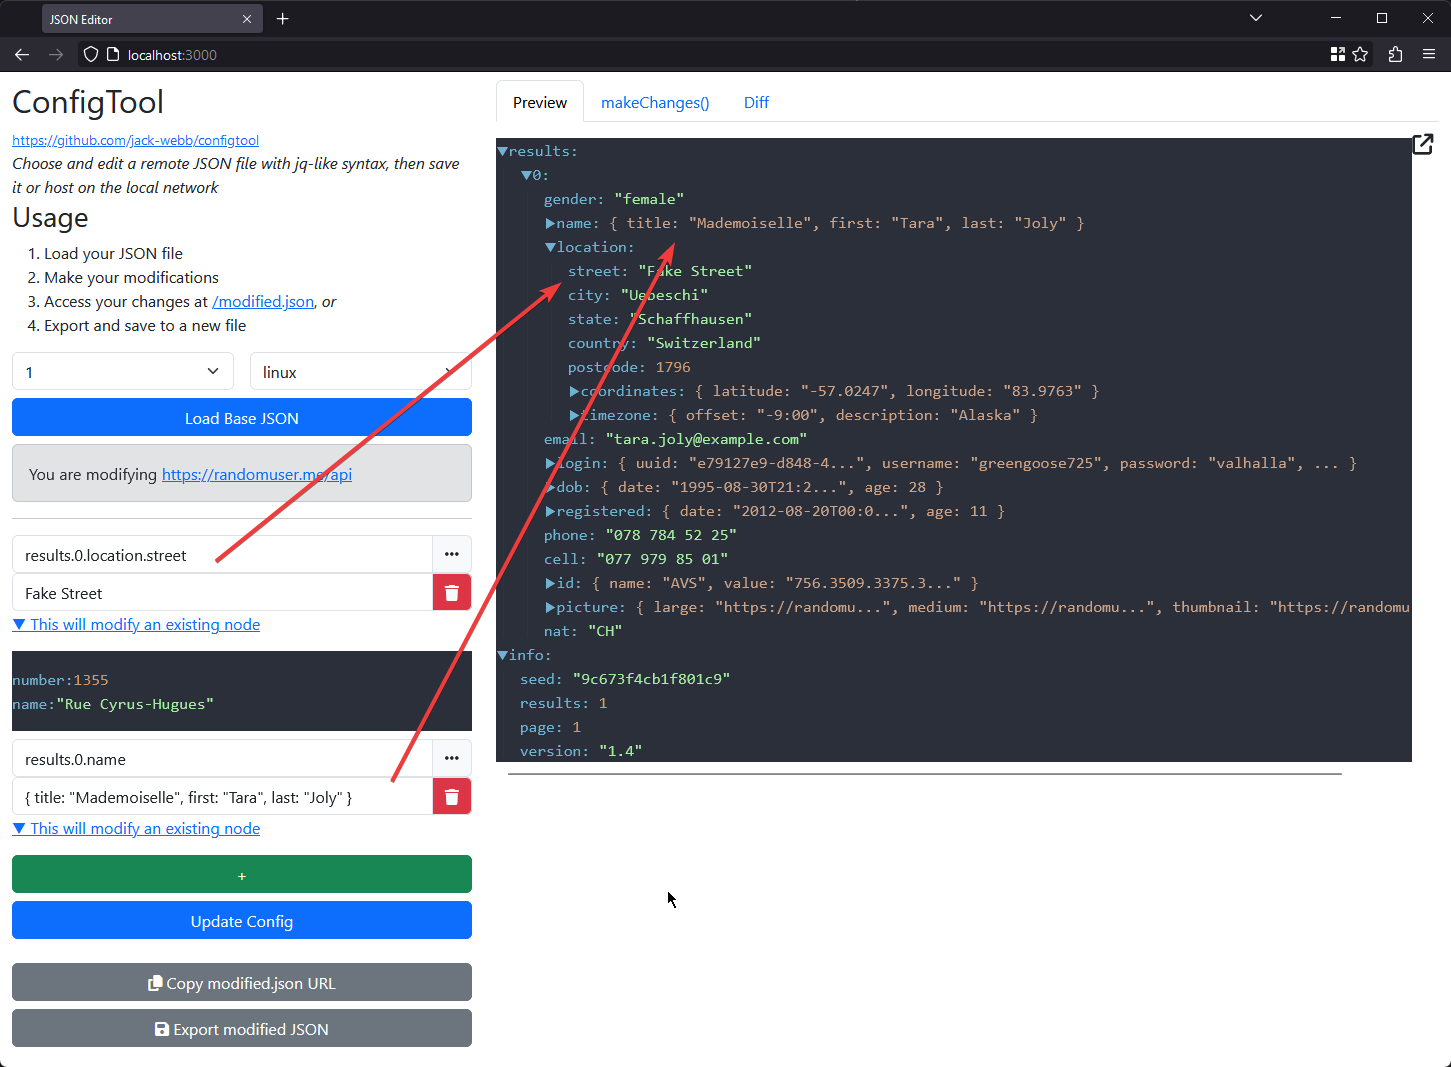 JSON Editor
localhost:3000
ConfigTool
https://github.com/jack-webb/configtool
Choose and edit a remote JSON file with jq-like syntax, then save
it or host on the local network
Usage
1. Load your JSON file
2. Make your modifications
3. Access your changes at /modified.json, or
4. Export and save to a new file
1
linux
Load Base JSON
You are modifying https://randomuser.me/api
results.0.location.street
•••
Fake Street
▼ This will modify an existing node
number:1355
name:"Rue Cyrus-Hugues"
results.0.name
•••
{ title: "Mademoiselle", first: "Tara", last: "Joly" }
▼ This will modify an existing node
+
Update Config
Copy modified.json URL
Export modified JSON
Preview
makeChanges()
Diff
▼results:
▼0:
gender: "female"
▶name: { title: "Mademoiselle", first: "Tara", last: "Joly" }
▼location:
street: "Fake Street"
city: "Uebeschi"
state: "Schaffhausen"
country: "Switzerland"
postcode: 1796
▶coordinates: { latitude: "-57.0247", longitude: "83.9763" }
▶timezone: { offset: "-9:00", description: "Alaska" }
email: "tara.joly@example.com"
▶login: { uuid: "e79127e9-d848-4...", username: "greengoose725", password: "valhalla", ... }
▶dob: { date: "1995-08-30T21:2...", age: 28 }
▶registered: { date: "2012-08-20T00:0...", age: 11 }
phone: "078 784 52 25"
cell: "077 979 85 01"
▶id: { name: "AVS", value: "756.3509.3375.3..." }
▶picture: { large: "https://randomu...", medium: "https://randomu...", thumbnail: "https://randomu
nat: "CH"
▼info:
seed: "9c673f4cb1f801c9"
results: 1
page: 1
version: "1.4"